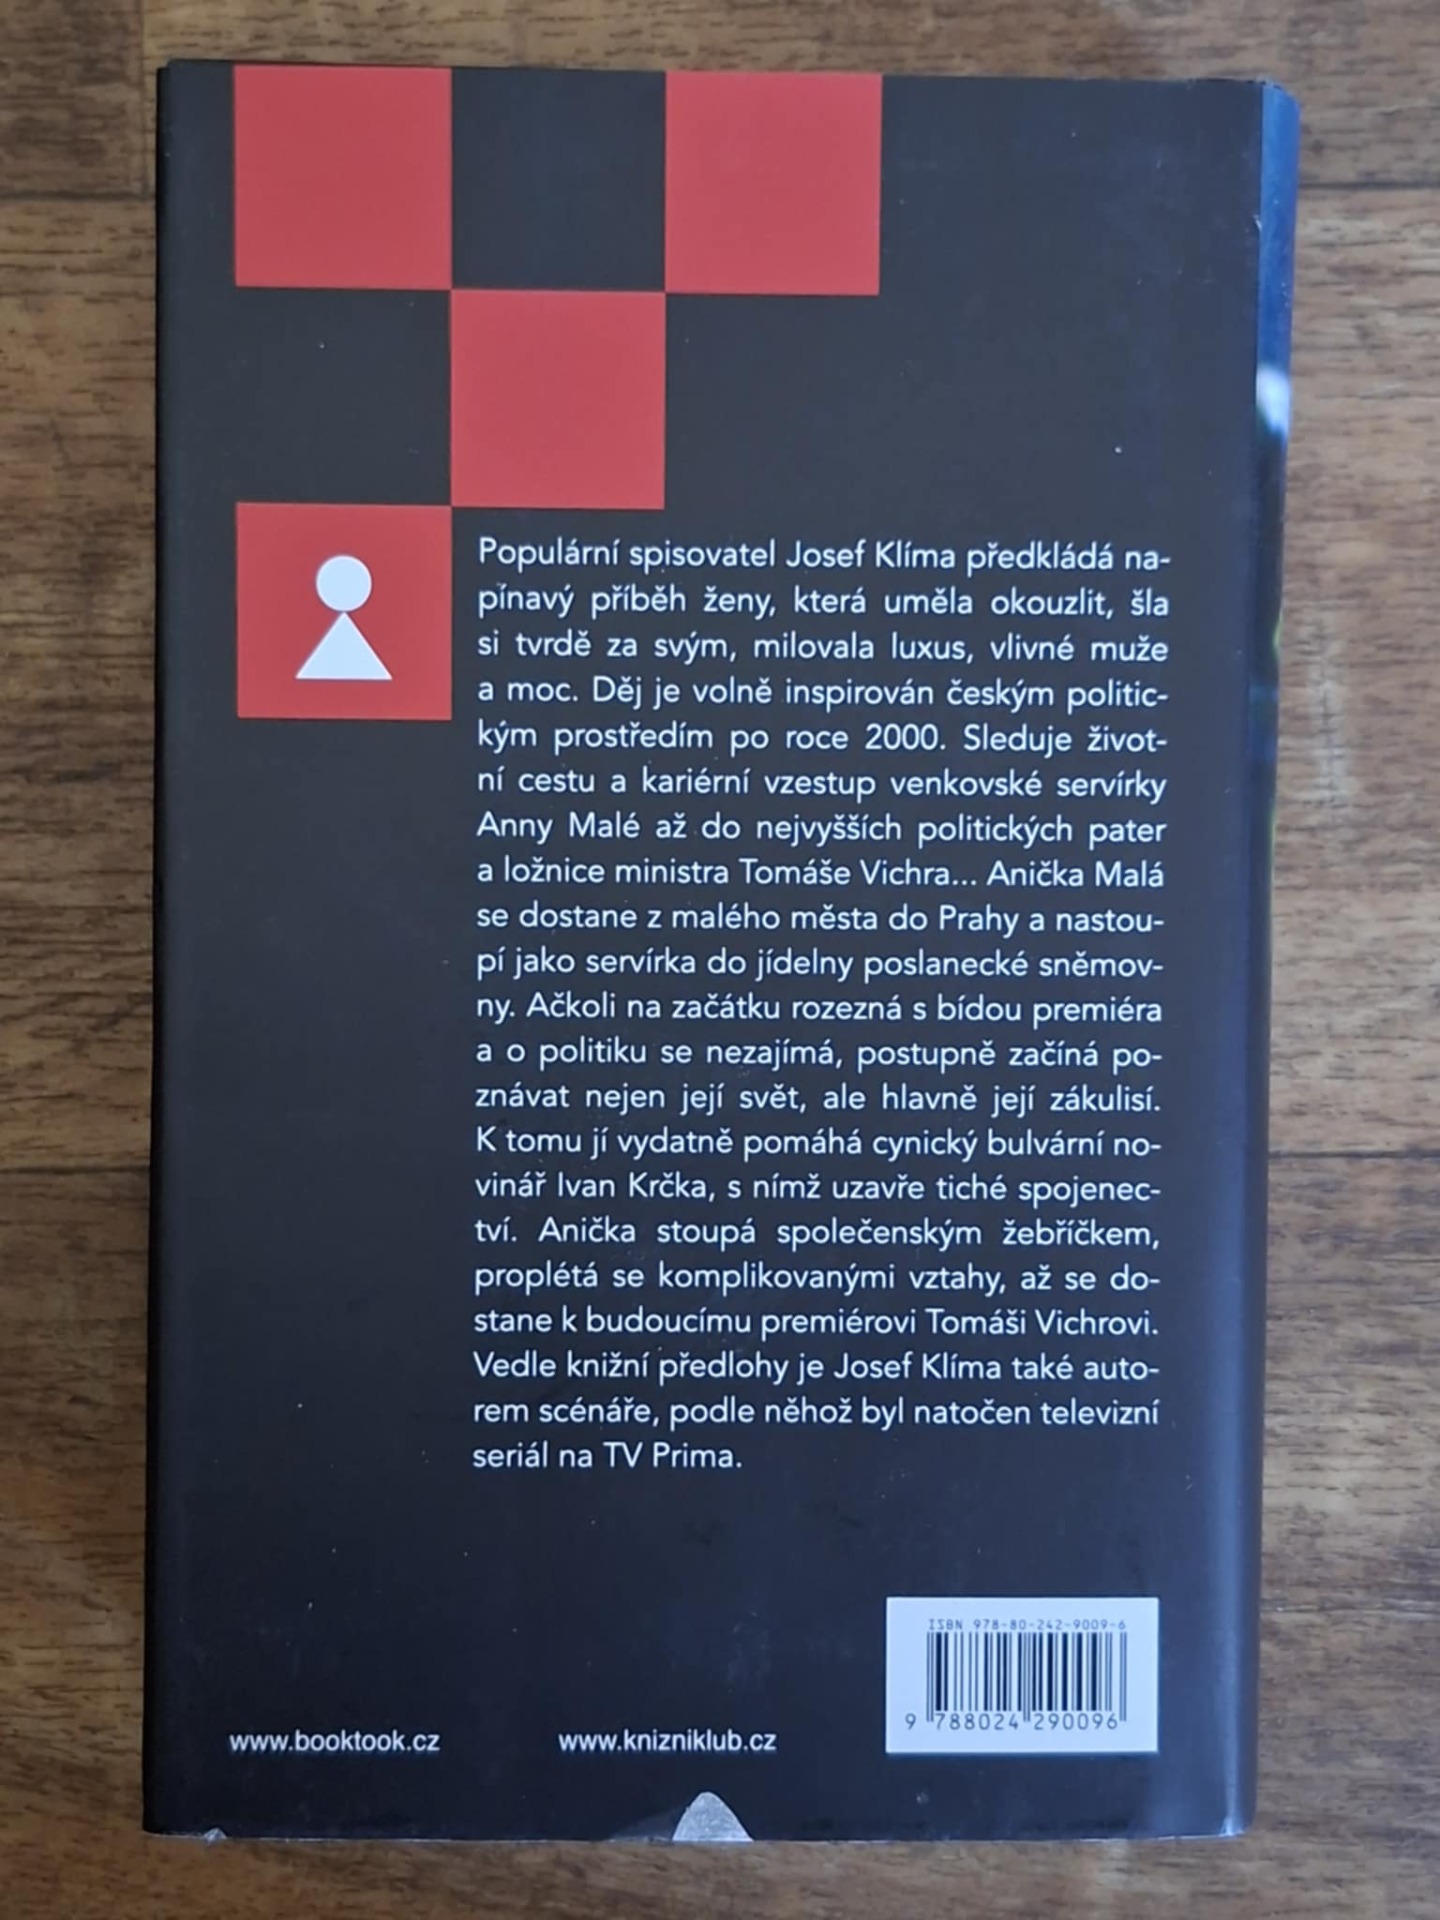 Populární spisovatel Josef Klíma předkládá na-
pínavý příběh ženy, která uměla okouzlit, šla
si tvrdě za svým, milovala luxus, vlivné muže
a moc. Děj je volně inspirován českým politic-
kým prostředím po roce 2000. Sleduje život-
ní cestu a kariérní vzestup venkovské servírky
Anny Malé až do nejvyšších politických pater
a ložnice ministra Tomáše Vichra... Anička Malá
se dostane z malého města do Prahy a nastou-
pí jako servírka do jídelny poslanecké sněmov-
ny. Ačkoli na začátku rozezná s bídou premiéra
a o politiku se nezajímá, postupně začíná po-
znávat nejen její svět, ale hlavně její zákulisí.
K tomu jí vydatně pomáhá cynický bulvární no-
vinář Ivan Krčka, s nímž uzavře tiché spojenec-
tví. Anička stoupá společenským žebříčkem,
proplétá se komplikovanými vztahy, až se do-
stane k budoucímu premiérovi Tomáši Vichrovi.
Vedle knižní předlohy je Josef Klíma také auto-
rem scénáře, podle něhož byl natočen televizní
seriál na TV Prima.
ISBN 978-80-242-9009-6
9 788024 290096
www.booktook.cz
www.knizniklub.cz